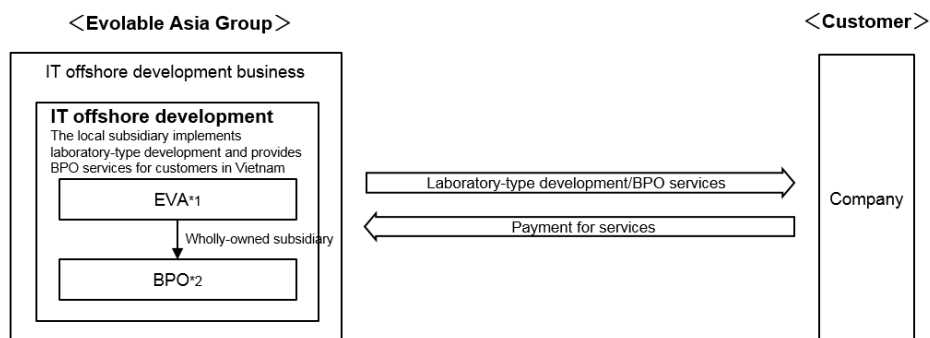 ＜Evolable Asia Group＞
＜Customer＞
IT offshore development business
IT offshore development
The local subsidiary implements
laboratory-type development and provides
BPO services for customers in Vietnam
EVA*1
Wholly-owned subsidiary
BPO*2
Laboratory-type development/BPO services
Payment for services
Company